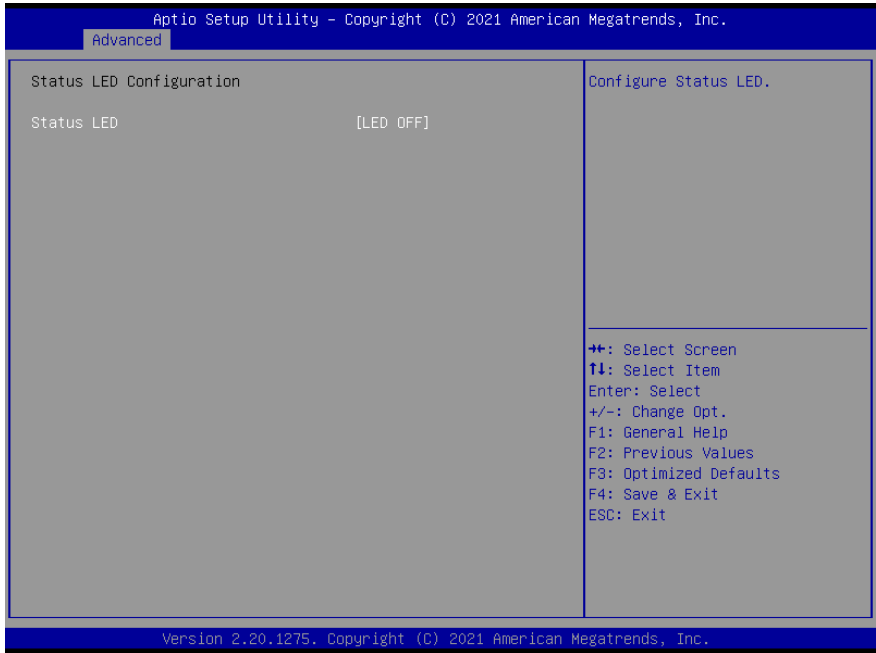 Aptio Setup Utility – Copyright (C) 2021 American Megatrends, Inc.
Advanced
Status LED Configuration
Status LED [LED OFF]
Configure Status LED.
→←: Select Screen
↑↓: Select Item
Enter: Select
+/-: Change Opt.
F1: General Help
F2: Previous Values
F3: Optimized Defaults
F4: Save & Exit
ESC: Exit
Version 2.20.1275. Copyright (C) 2021 American Megatrends, Inc.